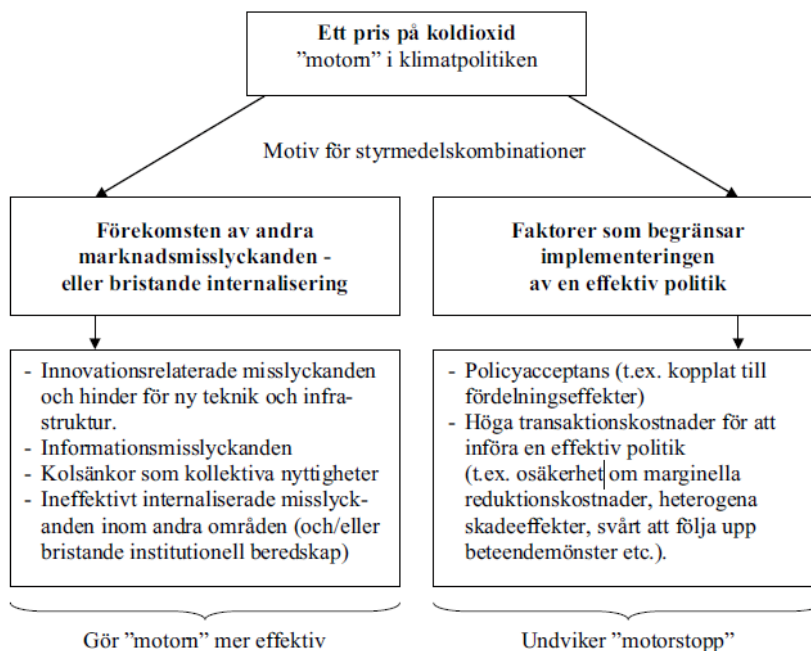 Ett pris på koldioxid
”motorn” i klimatpolitiken
Motiv för styrmedelskombinationer
Förekomsten av andra
marknadsmisslyckanden -
eller bristande internalisering
Faktorer som begränsar
implementeringen
av en effektiv politik
- Innovationsrelaterade misslyckanden
och hinder för ny teknik och infra-
struktur.
- Informationsmisslyckanden
- Kolsänkor som kollektiva nyttigheter
- Ineffektivt internaliserade misslyck-
anden inom andra områden (och/eller
bristande institutionell beredskap)
- Policyacceptans (t.ex. kopplat till
fördelningseffekter)
- Höga transaktionskostnader för att
införa en effektiv politik
(t.ex. osäkerhet om marginella
reduktionskostnader, heterogena
skadeeffekter, svårt att följa upp
beteendemönster etc.).
Gör ”motorn” mer effektiv
Undviker ”motorstopp”